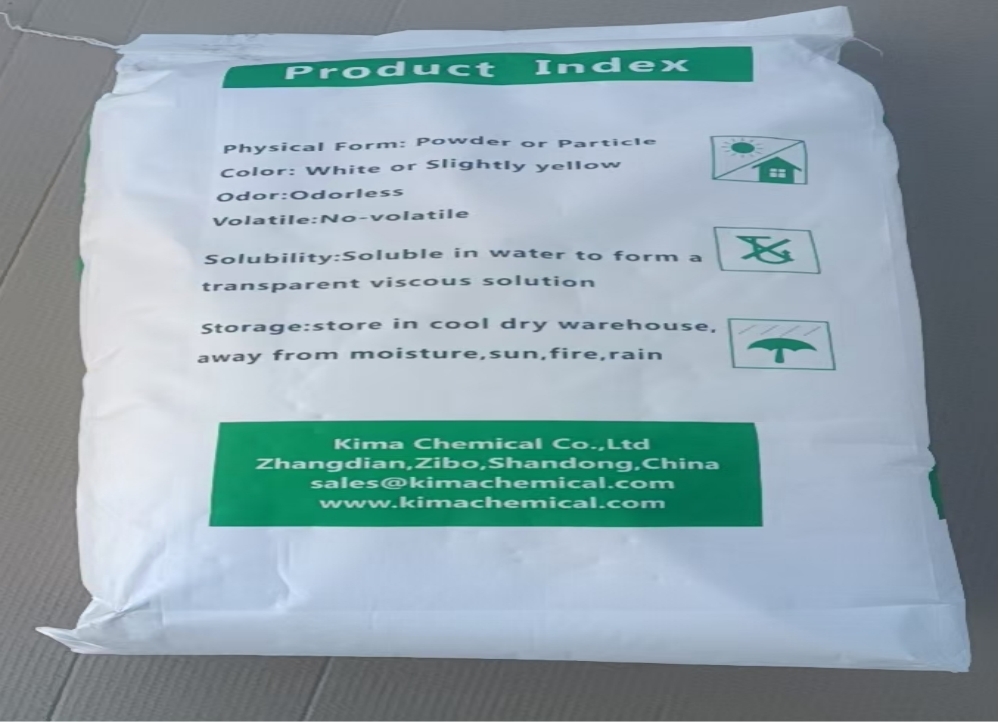 Product Index
Physical Form: Powder or Particle
Color: White or Slightly yellow
Odor:Odorless
Volatile:No-volatile
Solubility:Soluble in water to form a
transparent viscous solution
Storage:store in cool dry warehouse,
away from moisture,sun,fire,rain
Kima Chemical Co.,Ltd
Zhangdian,Zibo,Shandong,China
sales@kimachemical.com
www.kimachemical.com